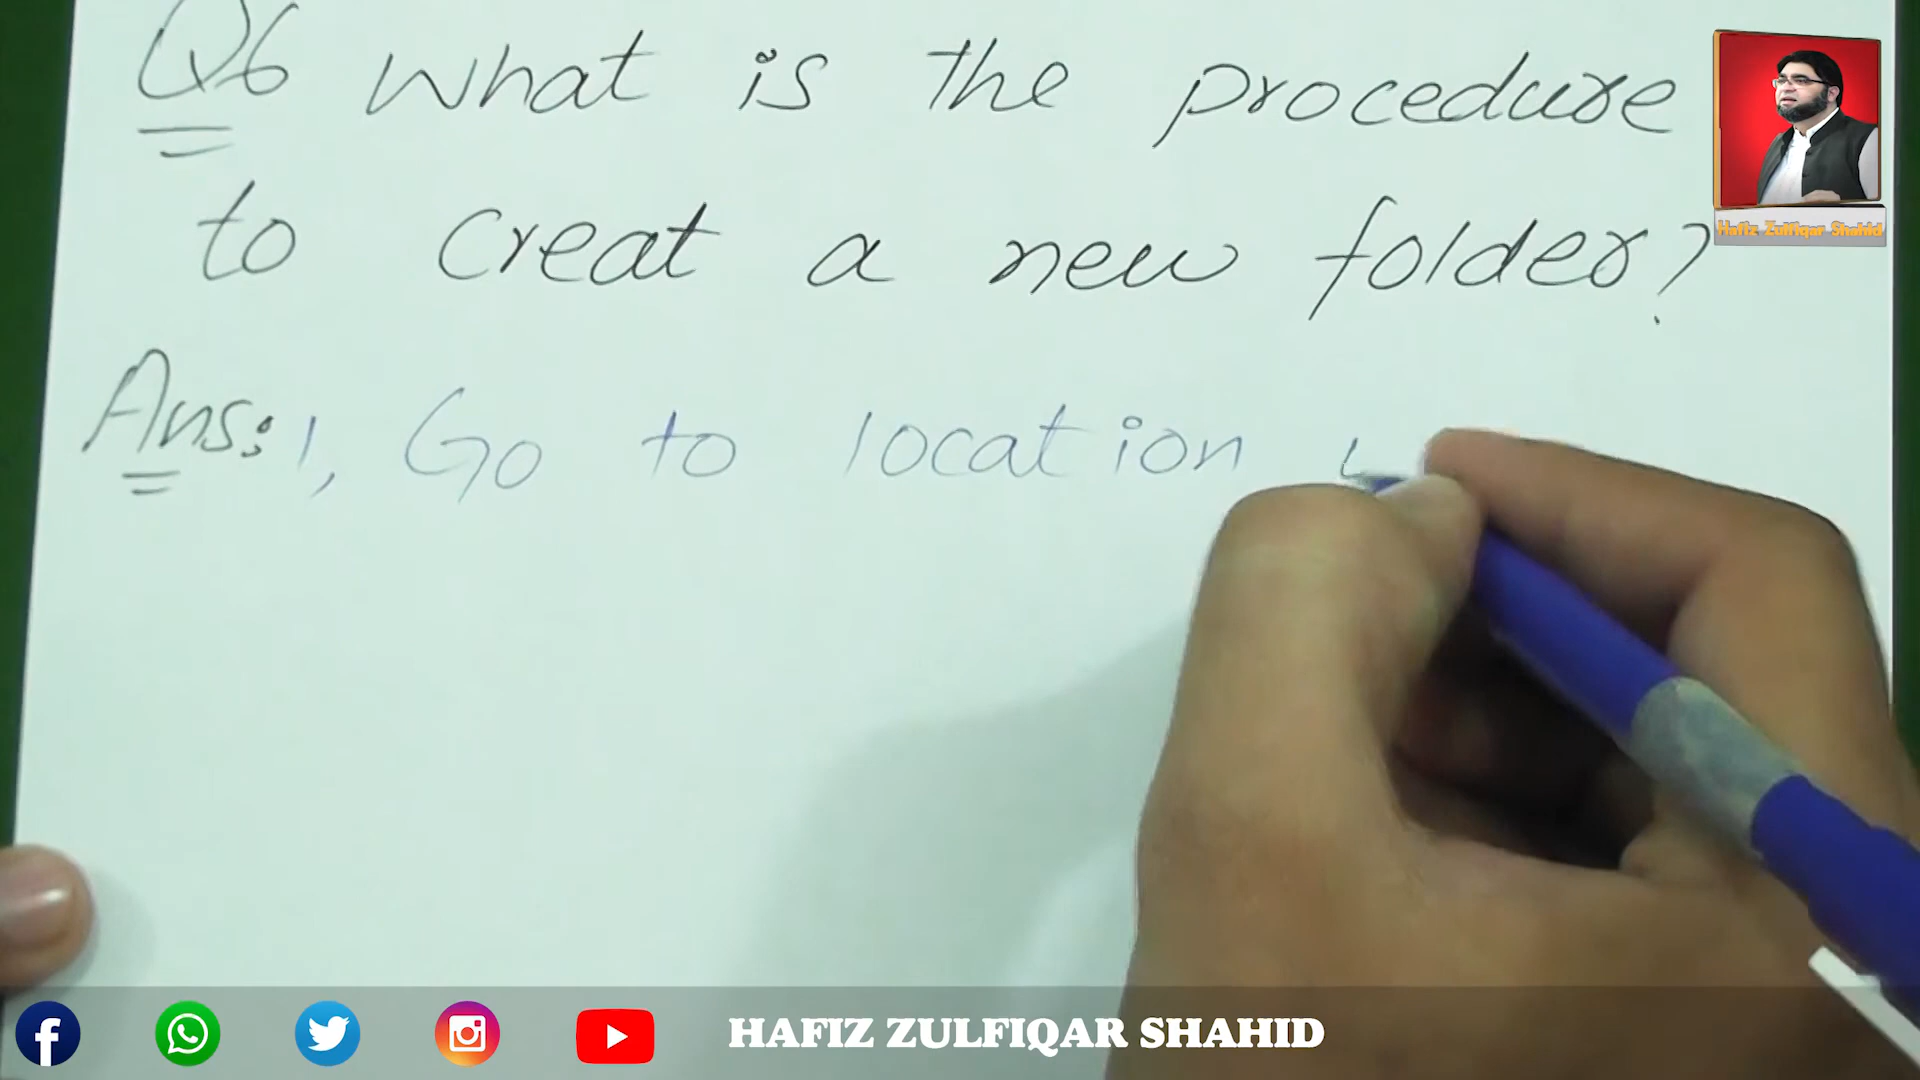 Q6 What is the procedure
to creat a new folder?
Ans: 1, Go to location
Hafiz Zulfiqar Shahid
HAFIZ ZULFIQAR SHAHID